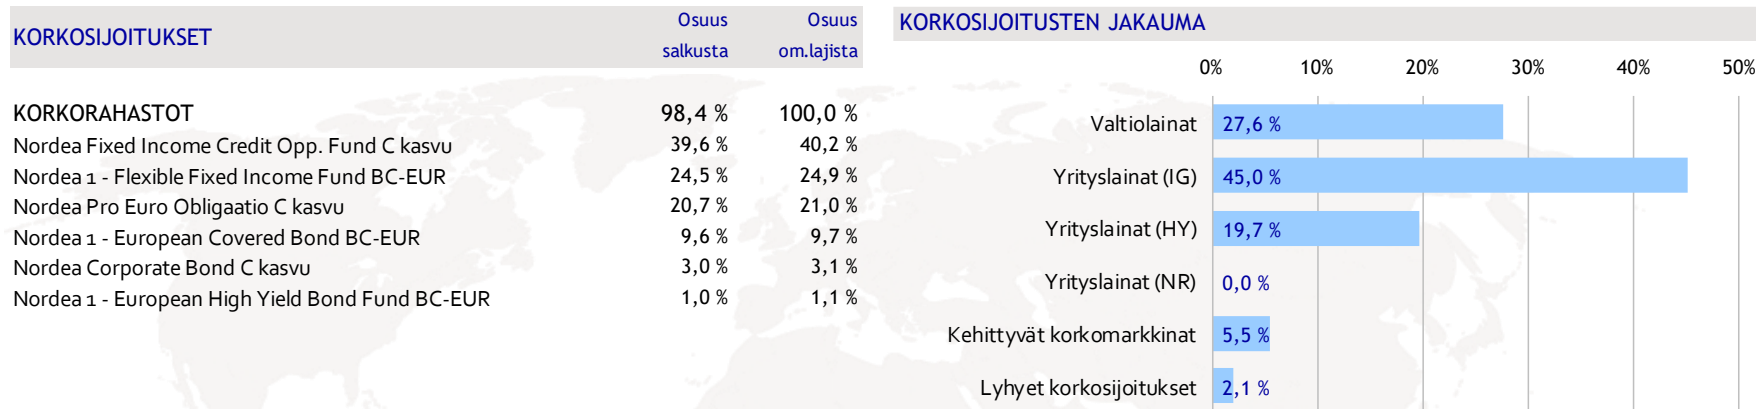 KORKOSIJOITUKSET
Osuus salkusta
Osuus om.lajista
KORKORAHASTOT 98,4 % 100,0 %
Nordea Fixed Income Credit Opp. Fund C kasvu 39,6 % 40,2 %
Nordea 1 - Flexible Fixed Income Fund BC-EUR 24,5 % 24,9 %
Nordea Pro Euro Obligaatio C kasvu 20,7 % 21,0 %
Nordea 1 - European Covered Bond BC-EUR 9,6 % 9,7 %
Nordea Corporate Bond C kasvu 3,0 % 3,1 %
Nordea 1 - European High Yield Bond Fund BC-EUR 1,0 % 1,1 %
KORKOSIJOITUSTEN JAKAUMA
0% 10% 20% 30% 40% 50%
Valtiolainat 27,6 %
Yrityslainat (IG) 45,0 %
Yrityslainat (HY) 19,7 %
Yrityslainat (NR) 0,0 %
Kehittyvät korkomarkkinat 5,5 %
Lyhyet korkosijoitukset 2,1 %